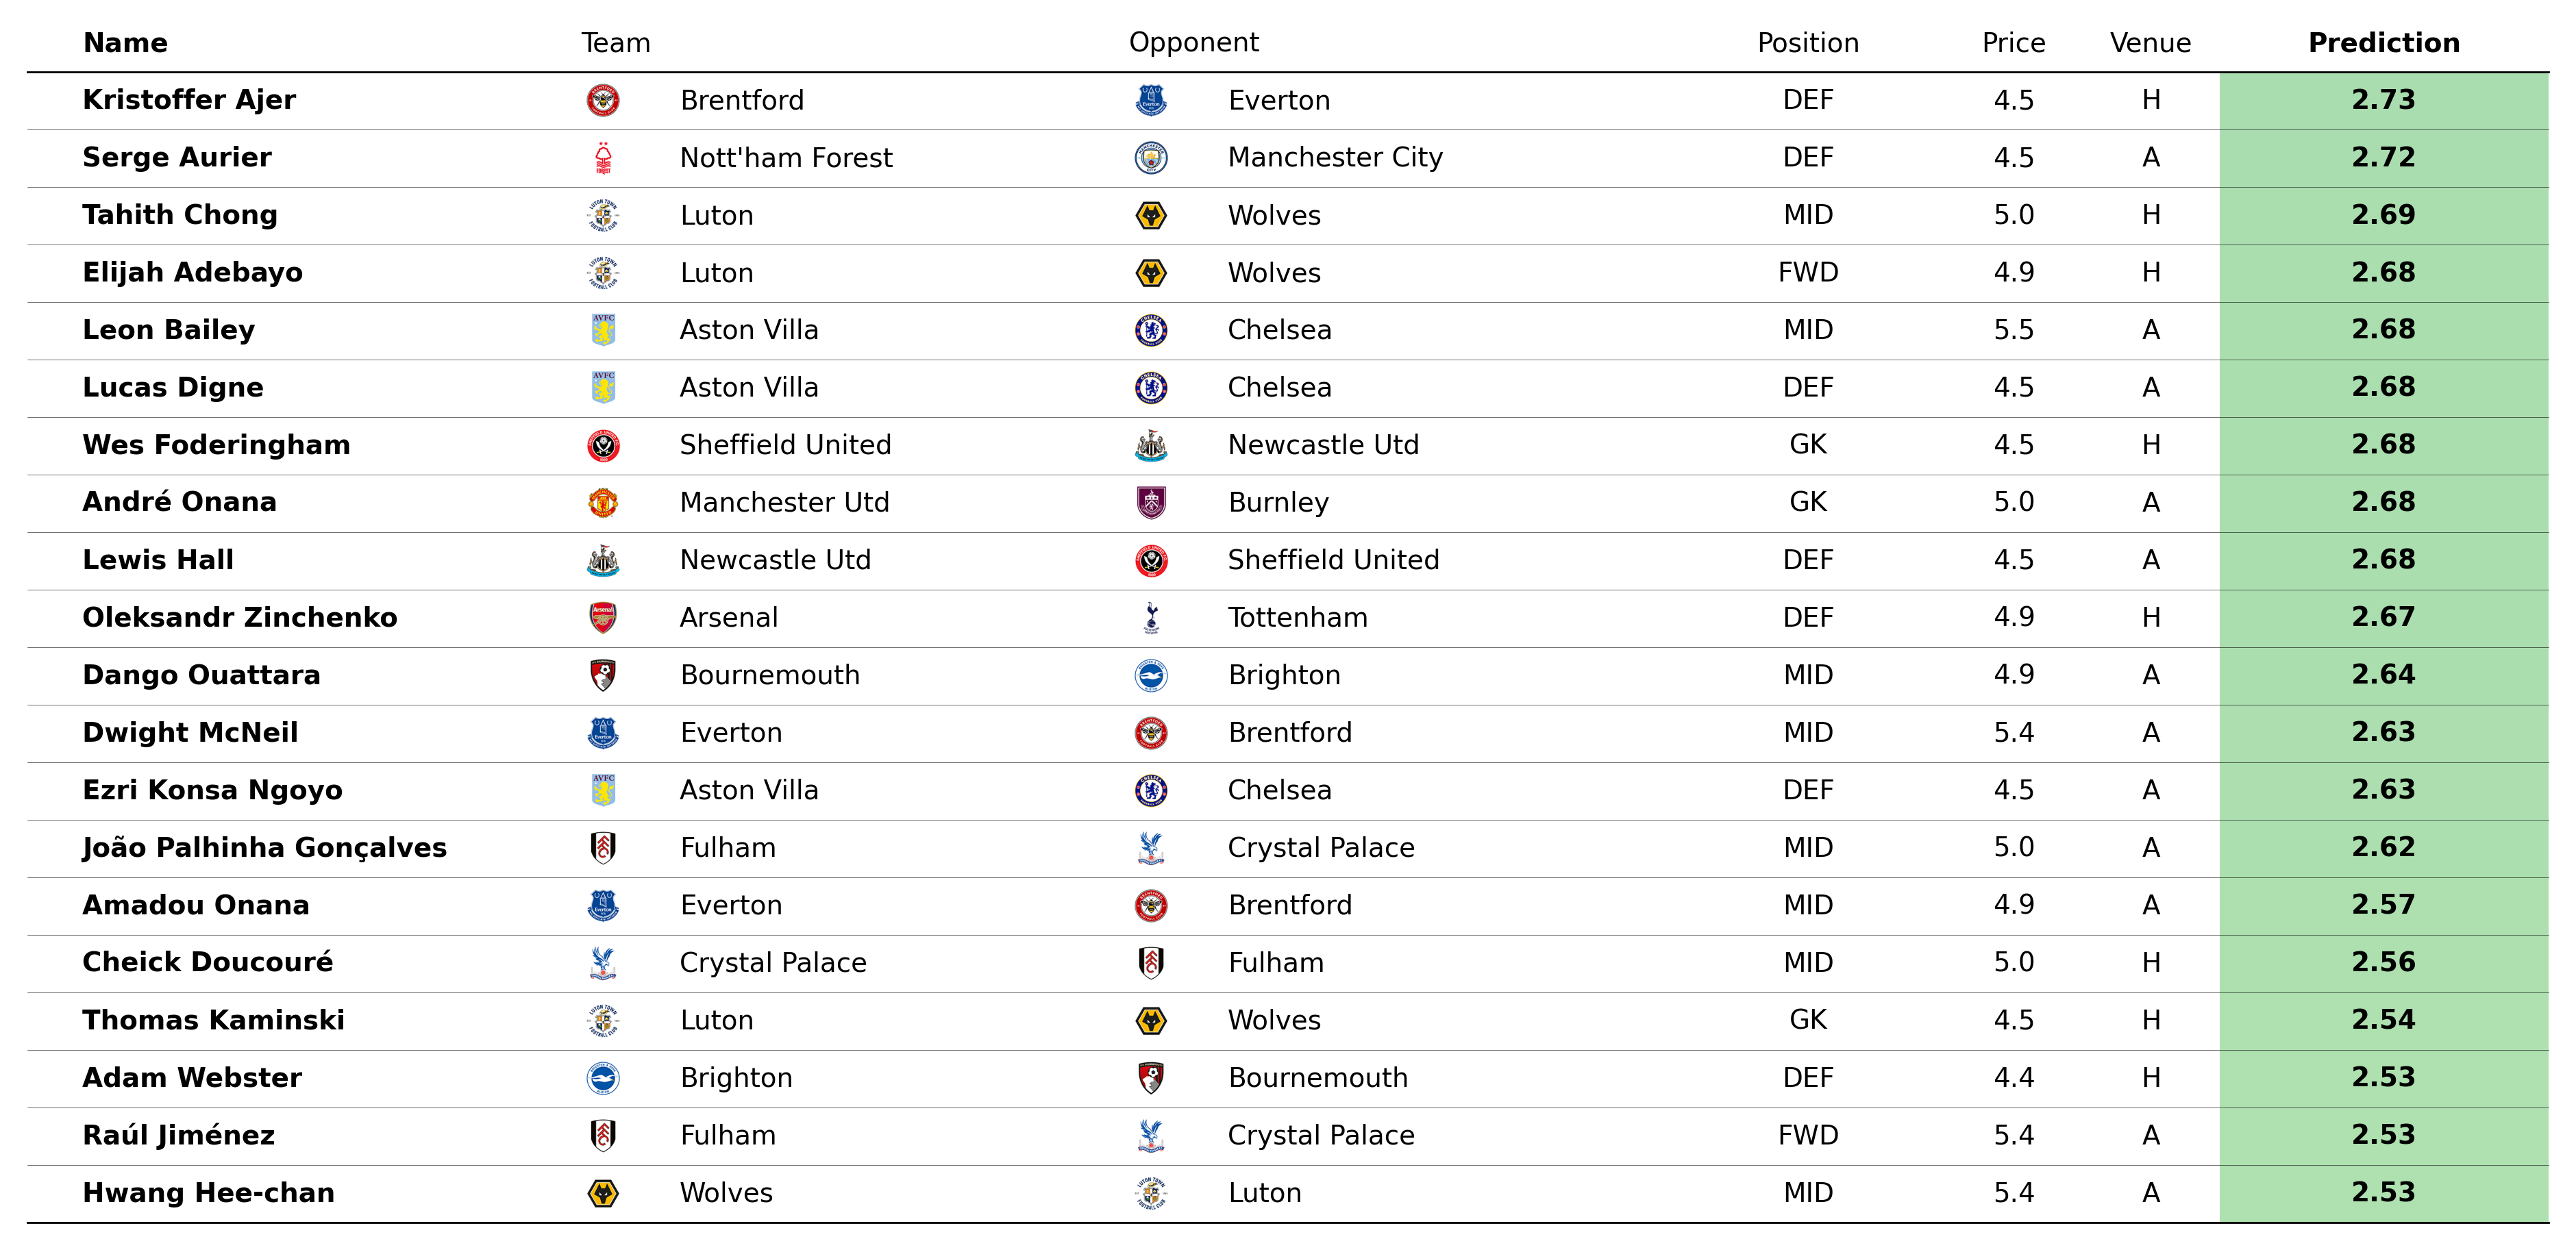 Name Team Opponent Position Price Venue Prediction
Kristoffer Ajer Brentford Everton DEF 4.5 H 2.73
Serge Aurier Nott'ham Forest Manchester City DEF 4.5 A 2.72
Tahith Chong Luton Wolves MID 5.0 H 2.69
Elijah Adebayo Luton Wolves FWD 4.9 H 2.68
Leon Bailey Aston Villa Chelsea MID 5.5 A 2.68
Lucas Digne Aston Villa Chelsea DEF 4.5 A 2.68
Wes Foderingham Sheffield United Newcastle Utd GK 4.5 H 2.68
André Onana Manchester Utd Burnley GK 5.0 A 2.68
Lewis Hall Newcastle Utd Sheffield United DEF 4.5 A 2.68
Oleksandr Zinchenko Arsenal Tottenham DEF 4.9 H 2.67
Dango Ouattara Bournemouth Brighton MID 4.9 A 2.64
Dwight McNeil Everton Brentford MID 5.4 A 2.63
Ezri Konsa Ngoyo Aston Villa Chelsea DEF 4.5 A 2.63
João Palhinha Gonçalves Fulham Crystal Palace MID 5.0 A 2.62
Amadou Onana Everton Brentford MID 4.9 A 2.57
Cheick Doucouré Crystal Palace Fulham MID 5.0 H 2.56
Thomas Kaminski Luton Wolves GK 4.5 H 2.54
Adam Webster Brighton Bournemouth DEF 4.4 H 2.53
Raúl Jiménez Fulham Crystal Palace FWD 5.4 A 2.53
Hwang Hee-chan Wolves Luton MID 5.4 A 2.53